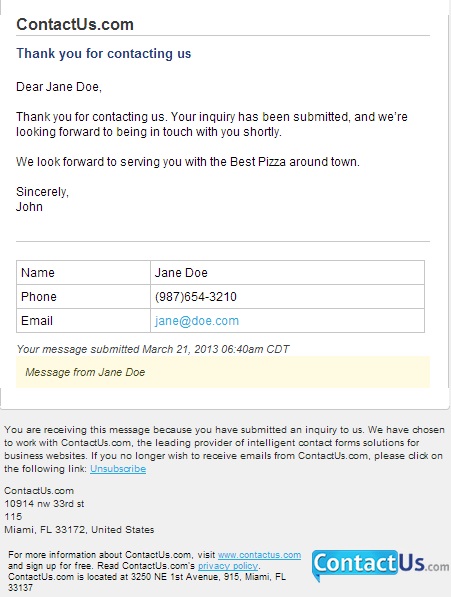 ContactUs.com
Thank you for contacting us
Dear Jane Doe,
Thank you for contacting us. Your inquiry has been submitted, and we're
looking forward to being in touch with you shortly.
We look forward to serving you with the Best Pizza around town.
Sincerely,
John
Name Jane Doe
Phone (987)654-3210
Email jane@doe.com
Your message submitted March 21, 2013 06:40am CDT
Message from Jane Doe
You are receiving this message because you have submitted an inquiry to us. We have chosen
to work with ContactUs.com, the leading provider of intelligent contact forms solutions for
business websites. If you no longer wish to receive emails from ContactUs.com, please click on
the following link: Unsubscribe
ContactUs.com
10914 nw 33rd st
115
Miami, FL 33172, United States
For more information about ContactUs.com, visit www.contactus.com
and sign up for free. Read ContactUs.com's privacy policy.
ContactUs.com is located at 3250 NE 1st Avenue, 915, Miami, FL
33137
ContactUs.com